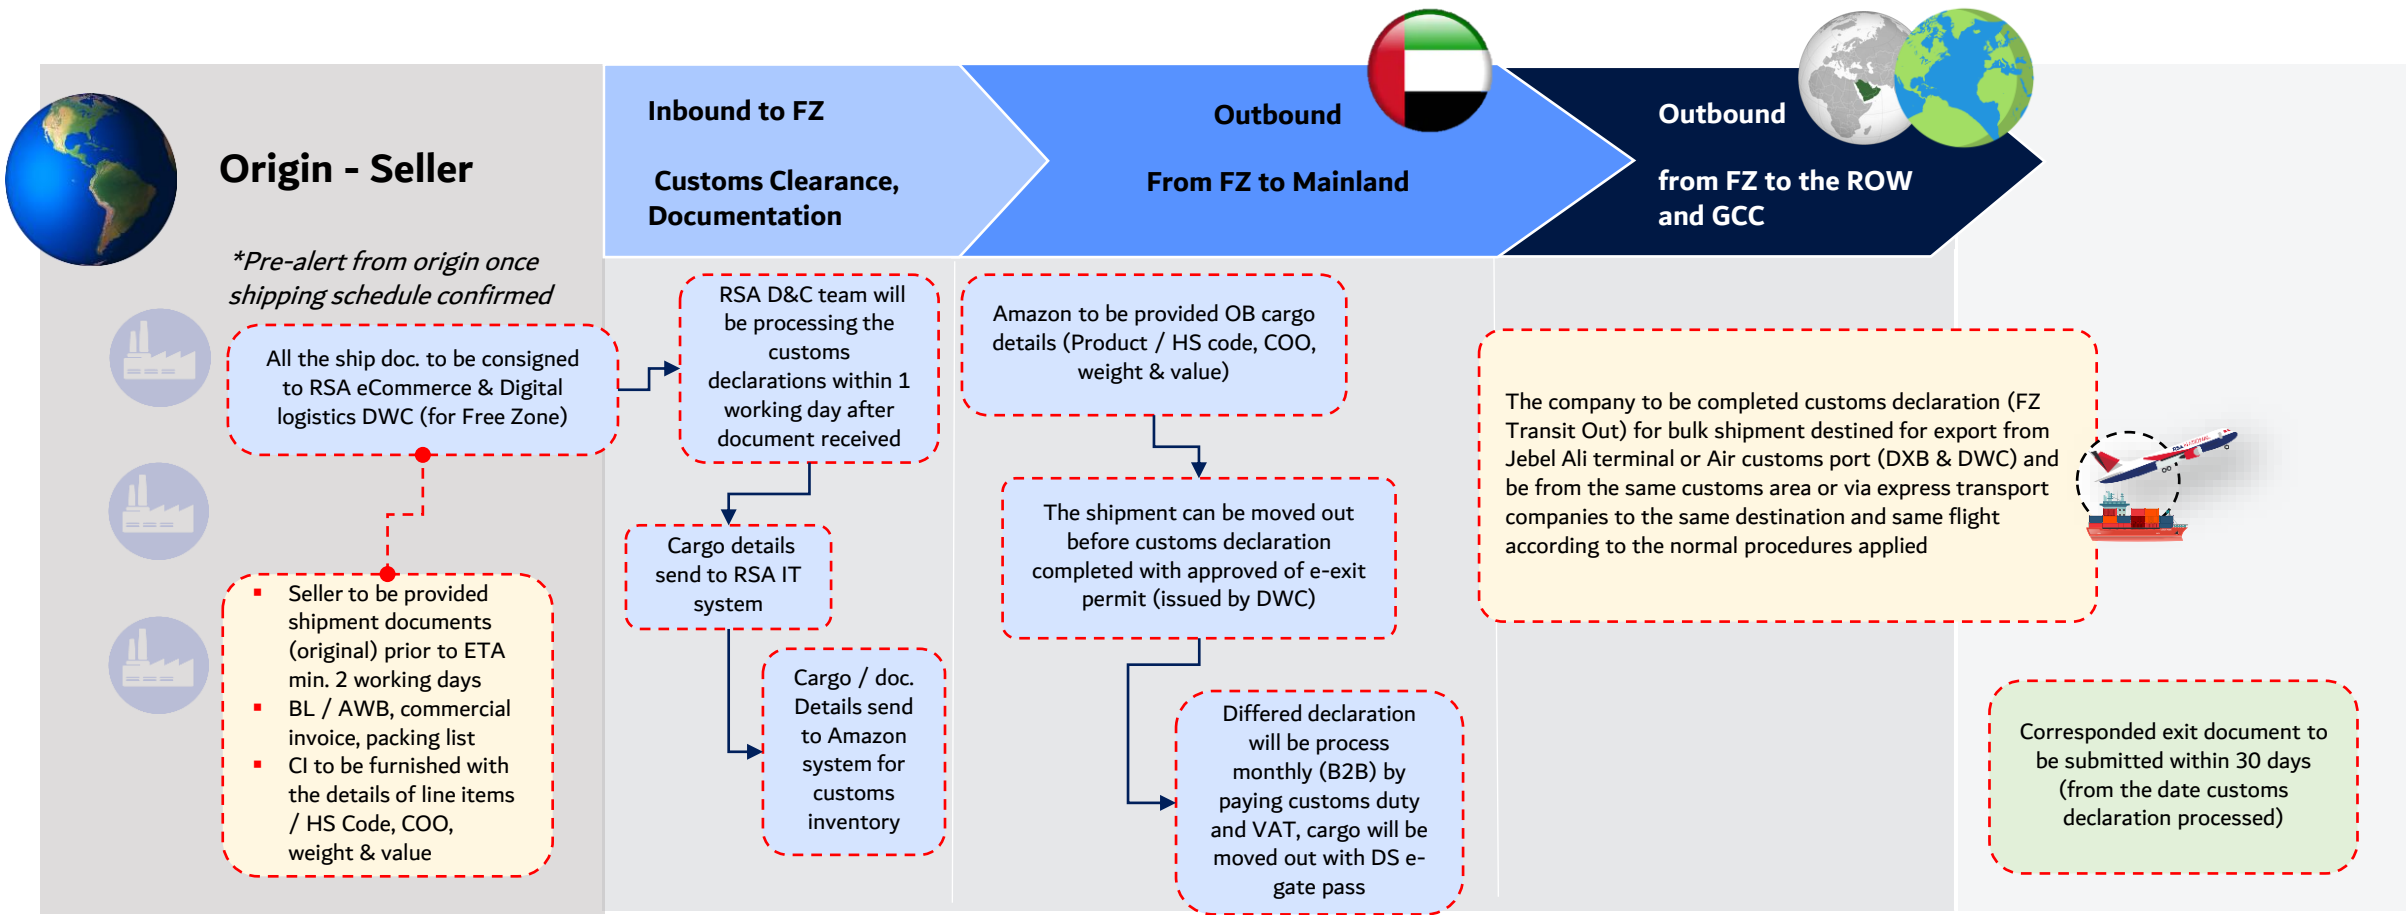 Origin - Seller
*Pre-alert from origin once
shipping schedule confirmed
All the ship doc. to be consigned
to RSA eCommerce & Digital
logistics DWC (for Free Zone)
▪ Seller to be provided
shipment documents
(original) prior to ETA
min. 2 working days
▪ BL / AWB, commercial
invoice, packing list
▪ CI to be furnished with
the details of line items
/ HS Code, COO,
weight & value
Inbound to FZ
Customs Clearance,
Documentation
RSA D&C team will
be processing the
customs
declarations within 1
working day after
document received
Cargo details
send to RSA IT
system
Cargo / doc.
Details send
to Amazon
system for
customs
inventory
Outbound
From FZ to Mainland
Amazon to be provided OB cargo
details (Product / HS code, COO,
weight & value)
The shipment can be moved out
before customs declaration
completed with approved of e-exit
permit (issued by DWC)
Differed declaration
will be process
monthly (B2B) by
paying customs duty
and VAT, cargo will be
moved out with DS e-
gate pass
Outbound
from FZ to the ROW
and GCC
The company to be completed customs declaration (FZ
Transit Out) for bulk shipment destined for export from
Jebel Ali terminal or Air customs port (DXB & DWC) and
be from the same customs area or via express transport
companies to the same destination and same flight
according to the normal procedures applied
Corresponded exit document to
be submitted within 30 days
(from the date customs
declaration processed)